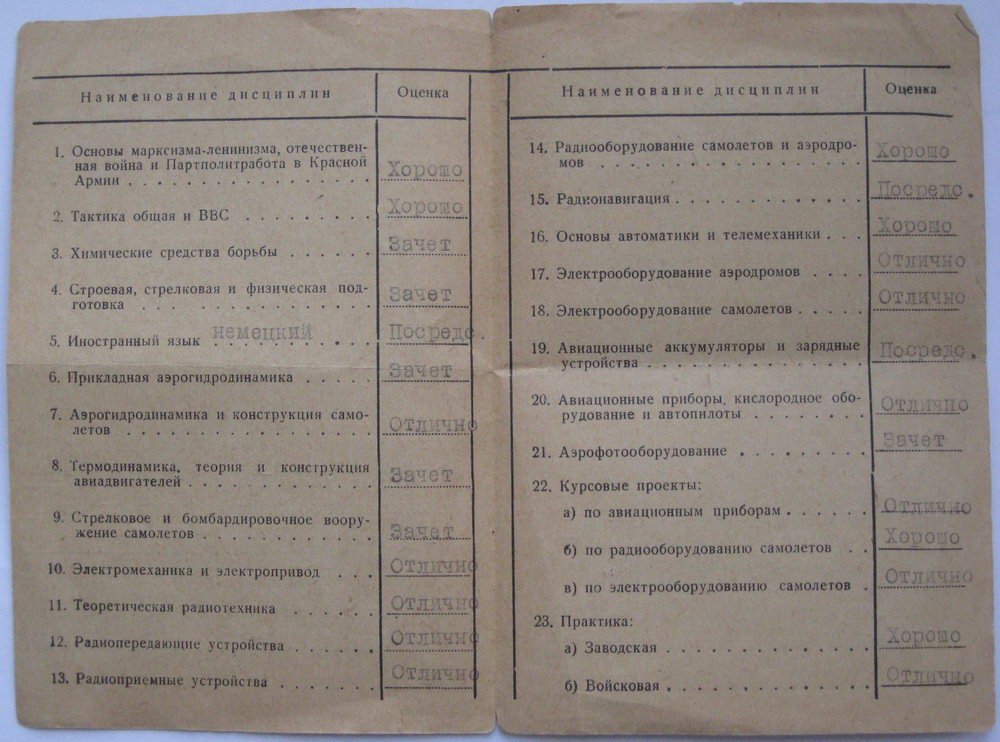 Наименование дисциплин Оценка
1. Основы марксизма-ленинизма, отечествен-
ная война и Партполитработа в Красной
Армии . . . . . . . . . . . . . . . . . Хорошо
2. Тактика общая и ВВС . . . . . . . . . Хорошо
3. Химические средства борьбы . . . . . . Зачет
4. Строевая, стрелковая и физическая под-
готовка . . . . . . . . . . . . . . . . Зачет
5. Иностранный язык немецкий . . . . . . . . . . . Посредс.
6. Прикладная аэрогидродинамика . . . . . Зачет
7. Аэрогидродинамика и конструкция само-
летов . . . . . . . . . . . . . . . . . Отлично
8. Термодинамика, теория и конструкция
авиадвигателей . . . . . . . . . . . . . Зачет
9. Стрелковое и бомбардировочное воору-
жение самолетов . . . . . . . . . . . . Зачет
10. Электромеханика и электропривод . . . Отлично
11. Теоретическая радиотехника . . . . . . Отлично
12. Радиопередающие устройства . . . . . . Отлично
13. Радиоприемные устройства . . . . . . . Отлично
Наименование дисциплин Оценка
14. Радиооборудование самолетов и аэродро-
мов . . . . . . . . . . . . . . . . . Хорошо
15. Радионавигация . . . . . . . . . . . . Посредс.
16. Основы автоматики и телемеханики . . . Хорошо
17. Электрооборудование аэродромов . . . . Отлично
18. Электрооборудование самолетов . . . . . Отлично
19. Авиационные аккумуляторы и зарядные
устройства . . . . . . . . . . . . . . Посредс.
20. Авиационные приборы, кислородное обо-
рудование и автопилоты . . . . . . . . Отлично
21. Аэрофотооборудование . . . . . . . . . Зачет
22. Курсовые проекты:
а) по авиационным приборам . . . . . . Отлично
б) по радиооборудованию самолетов . . Хорошо
в) по электрооборудованию самолетов . Отлично
23. Практика:
а) Заводская . . . . . . . . . . . . . Хорошо
б) Войсковая . . . . . . . . . . . . . Отлично